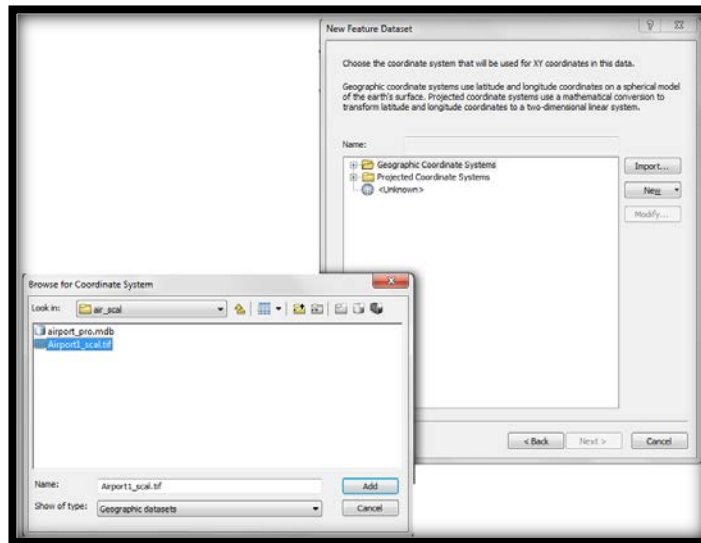 New Feature Dataset
Choose the coordinate system that will be used for XY coordinates in this data.
Geographic coordinate systems use latitude and longitude coordinates on a spherical model
of the earth's surface. Projected coordinate systems use a mathematical conversion to
transform latitude and longitude coordinates to a two-dimensional linear system.
Name:
Geographic Coordinate Systems
Import...
Projected Coordinate Systems
New
<Unknown>
Modify...
Browse for Coordinate System
Look in: air_scal
airport_pro.mdb
Airport1_scal.tif
< Back Next > Cancel
Name: Airport1_scal.tif Add
Show of type: Geographic datasets Cancel